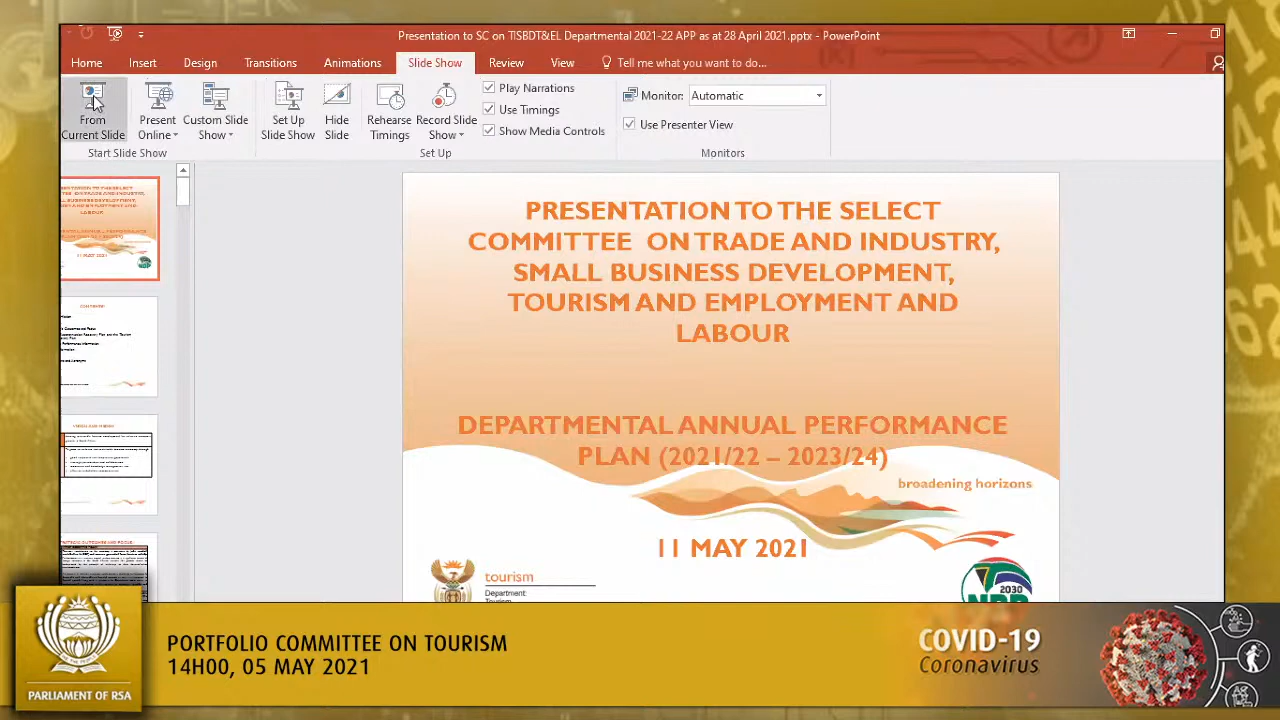 Presentation to SC on TISBDT&EL Departmental 2021-22 APP as at 28 April 2021.pptx - PowerPoint
Home Insert Design Transitions Animations Slide Show Review View Tell me what you want to do...
From Current Slide
Present Online
Custom Slide Show
Set Up Slide Show
Hide Slide
Rehearse Timings
Record Slide Show
Play Narrations
Use Timings
Show Media Controls
Monitor: Automatic
Use Presenter View
Start Slide Show
Set Up
Monitors
PRESENTATION TO THE SELECT
COMMITTEE ON TRADE AND INDUSTRY,
SMALL BUSINESS DEVELOPMENT,
TOURISM AND EMPLOYMENT AND
LABOUR
DEPARTMENTAL ANNUAL PERFORMANCE
PLAN (2021/22 – 2023/24)
broadening horizons
11 MAY 2021
tourism
Department:
2030
NDP
PORTFOLIO COMMITTEE ON TOURISM
14H00, 05 MAY 2021
PARLIAMENT OF RSA
COVID-19
Coronavirus